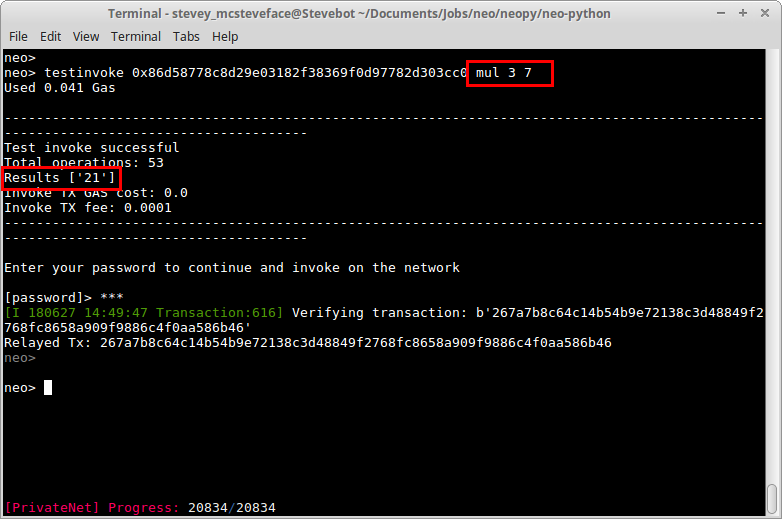 Terminal - stevey_mcsteveface@Stevebot ~/Documents/Jobs/neo/neopy/neo-python
File Edit View Terminal Tabs Help
neo>
neo> testinvoke 0x86d58778c8d29e03182f38369f0d97782d303cc0 mul 3 7
Used 0.041 Gas
-----------------------------------------------------------------------------------------------
--------------------------------------
Test invoke successful
Total operations: 53
Results ['21']
Invoke TX GAS cost: 0.0
Invoke TX fee: 0.0001
-----------------------------------------------------------------------------------------------
--------------------------------------
Enter your password to continue and invoke on the network
[password]> ***
[I 180627 14:49:47 Transaction:616] Verifying transaction: b'267a7b8c64c14b54b9e72138c3d48849f2
768fc8658a909f9886c4f0aa586b46'
Relayed Tx: 267a7b8c64c14b54b9e72138c3d48849f2768fc8658a909f9886c4f0aa586b46
neo>
neo>
[PrivateNet] Progress: 20834/20834